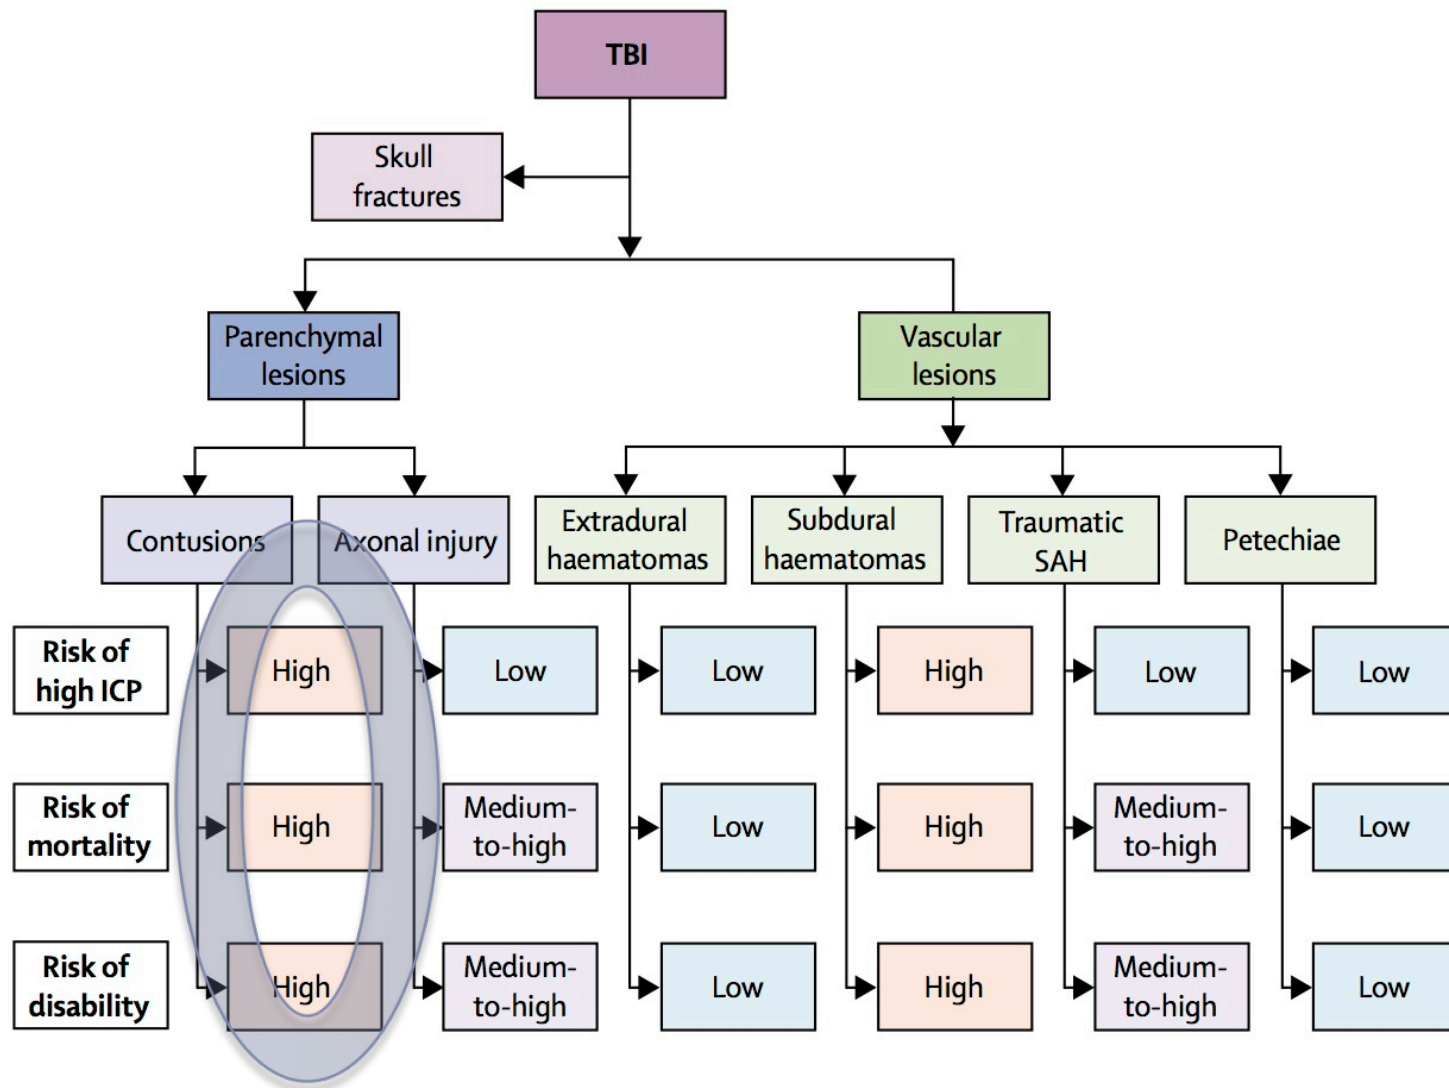 TBI
Skull
fractures
Parenchymal
lesions
Vascular
lesions
Contusions
Axonal injury
Extradural
haematomas
Subdural
haematomas
Traumatic
SAH
Petechiae
Risk of
high ICP
High
Low
Low
High
Low
Low
Risk of
mortality
High
Medium-
to-high
Low
High
Medium-
to-high
Low
Risk of
disability
High
Medium-
to-high
Low
High
Medium-
to-high
Low